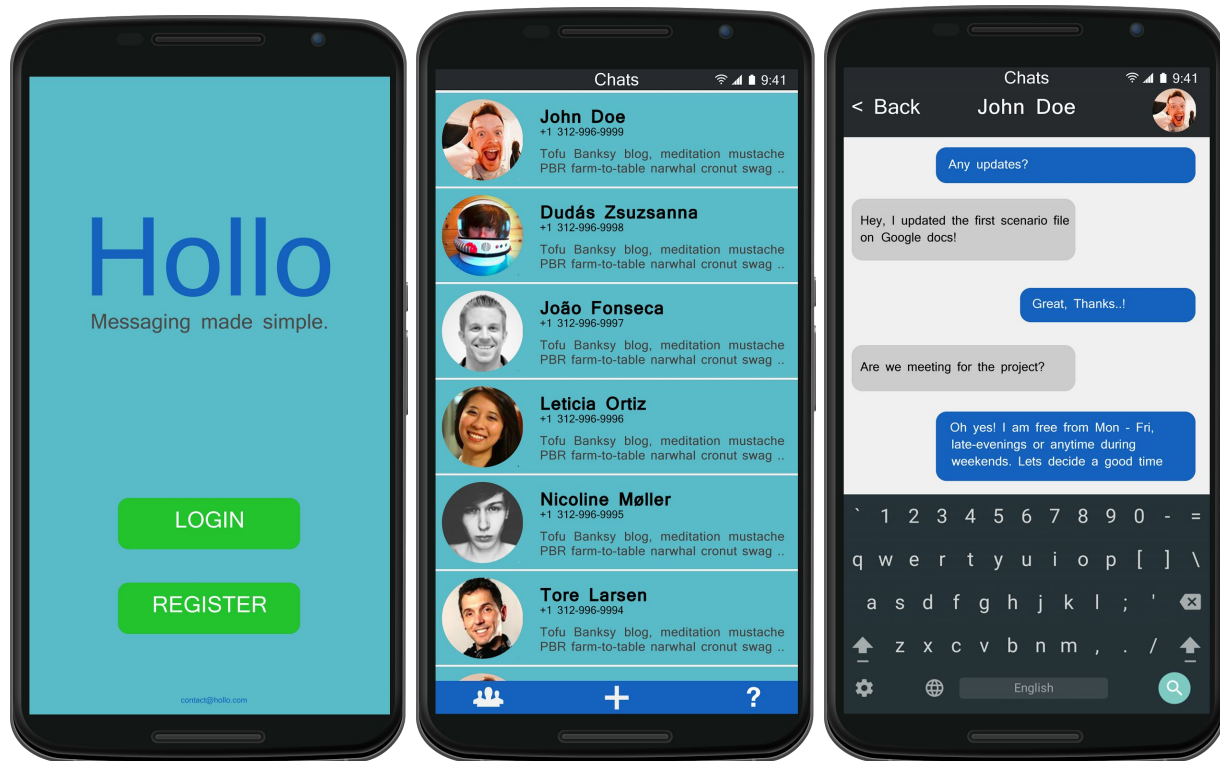 Hollo
Messaging made simple.
LOGIN
REGISTER
contact@hollo.com
Chats
9:41
John Doe
+1 312-996-9999
Tofu Banksy blog, meditation mustache
PBR farm-to-table narwhal cronut swag ..
Dudás Zsuzsanna
+1 312-996-9998
Tofu Banksy blog, meditation mustache
PBR farm-to-table narwhal cronut swag ..
João Fonseca
+1 312-996-9997
Tofu Banksy blog, meditation mustache
PBR farm-to-table narwhal cronut swag ..
Leticia Ortiz
+1 312-996-9996
Tofu Banksy blog, meditation mustache
PBR farm-to-table narwhal cronut swag ..
Nicoline Møller
+1 312-996-9995
Tofu Banksy blog, meditation mustache
PBR farm-to-table narwhal cronut swag ..
Tore Larsen
+1 312-996-9994
Tofu Banksy blog, meditation mustache
PBR farm-to-table narwhal cronut swag ..
+ ?
Chats
9:41
< Back John Doe
Any updates?
Hey, I updated the first scenario file
on Google docs!
Great, Thanks..!
Are we meeting for the project?
Oh yes! I am free from Mon - Fri,
late-evenings or anytime during
weekends. Lets decide a good time
` 1 2 3 4 5 6 7 8 9 0 - =
q w e r t y u i o p [ ] \
a s d f g h j k l ; '
z x c v b n m , . /
English